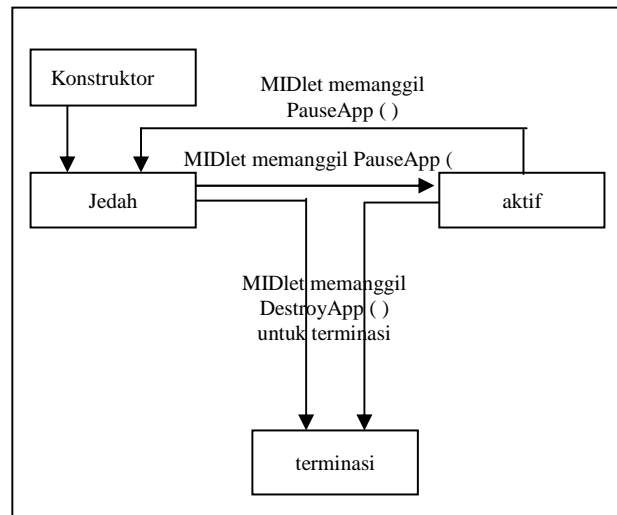 Konstruktor
MIDlet memanggil
PauseApp ( )
MIDlet memanggil PauseApp (
Jedah
aktif
MIDlet memanggil
DestroyApp ( )
untuk terminasi
terminasi